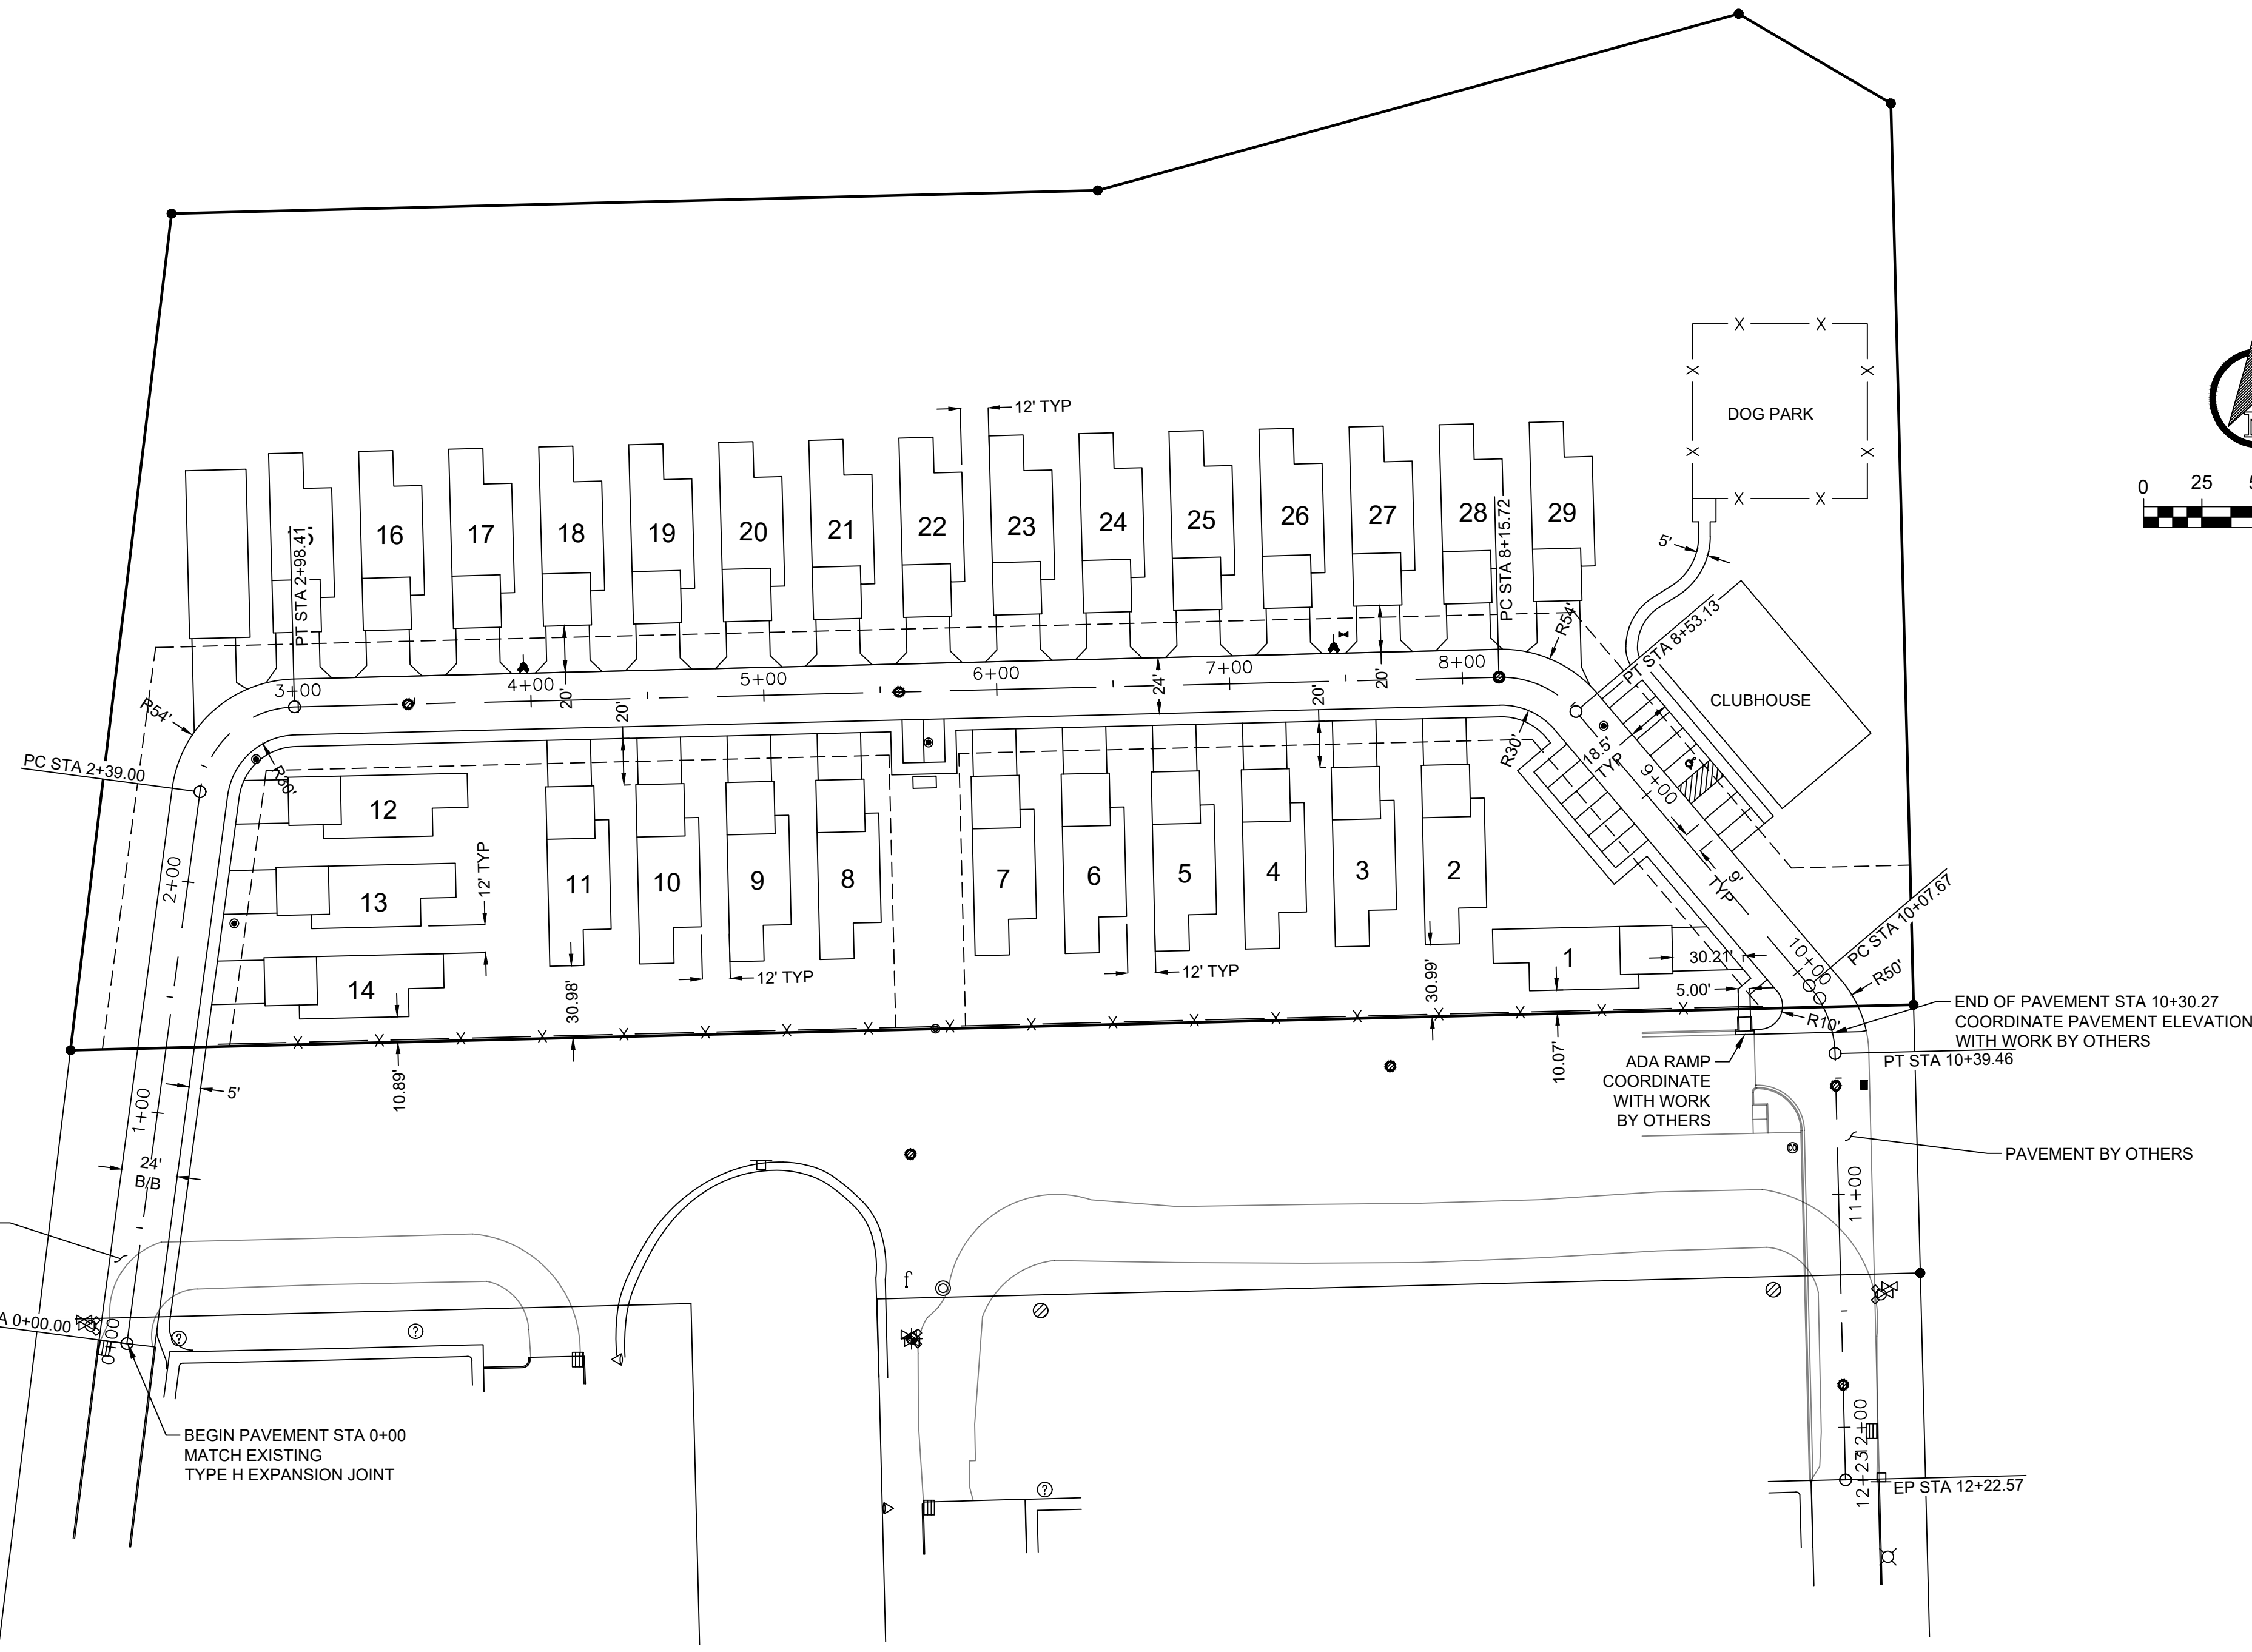 12' TYP
DOG PARK
0
25
16
17
18
19
20
21
22
23
24
25
26
27
28
29
PT STA 2+98.41
PC STA 8+15.72
5'
R54'
PT STA 8+53.13
CLUBHOUSE
3+00
4+00
5+00
6+00
7+00
8+00
20'
20'
24'
20'
20'
R54'
PC STA 2+39.00
R30'
R30'
18.5'
TYP
9+00
9'
TYP
12
13
14
12' TYP
11
10
9
8
7
6
5
4
3
2
1
2+00
12' TYP
12' TYP
30.98'
30.99'
30.21'
5.00'
10+00
PC STA 10+07.67
R50'
R10'
END OF PAVEMENT STA 10+30.27
COORDINATE PAVEMENT ELEVATION
WITH WORK BY OTHERS
PT STA 10+39.46
ADA RAMP
COORDINATE
WITH WORK
BY OTHERS
10.89'
10.07'
5'
1+00
24'
B/B
PAVEMENT BY OTHERS
11+00
A 0+00.00
0+00
BEGIN PAVEMENT STA 0+00
MATCH EXISTING
TYPE H EXPANSION JOINT
12+00
12+23
EP STA 12+22.57